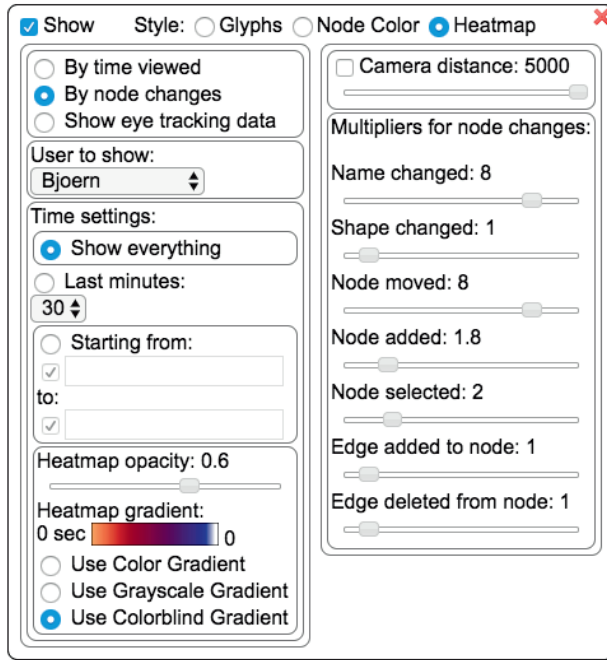 Show Style: Glyphs Node Color Heatmap
By time viewed
By node changes
Show eye tracking data
User to show:
Bjoern
Time settings:
Show everything
Last minutes:
30
Starting from:
to:
Heatmap opacity: 0.6
Heatmap gradient:
0 sec 0
Use Color Gradient
Use Grayscale Gradient
Use Colorblind Gradient
Camera distance: 5000
Multipliers for node changes:
Name changed: 8
Shape changed: 1
Node moved: 8
Node added: 1.8
Node selected: 2
Edge added to node: 1
Edge deleted from node: 1